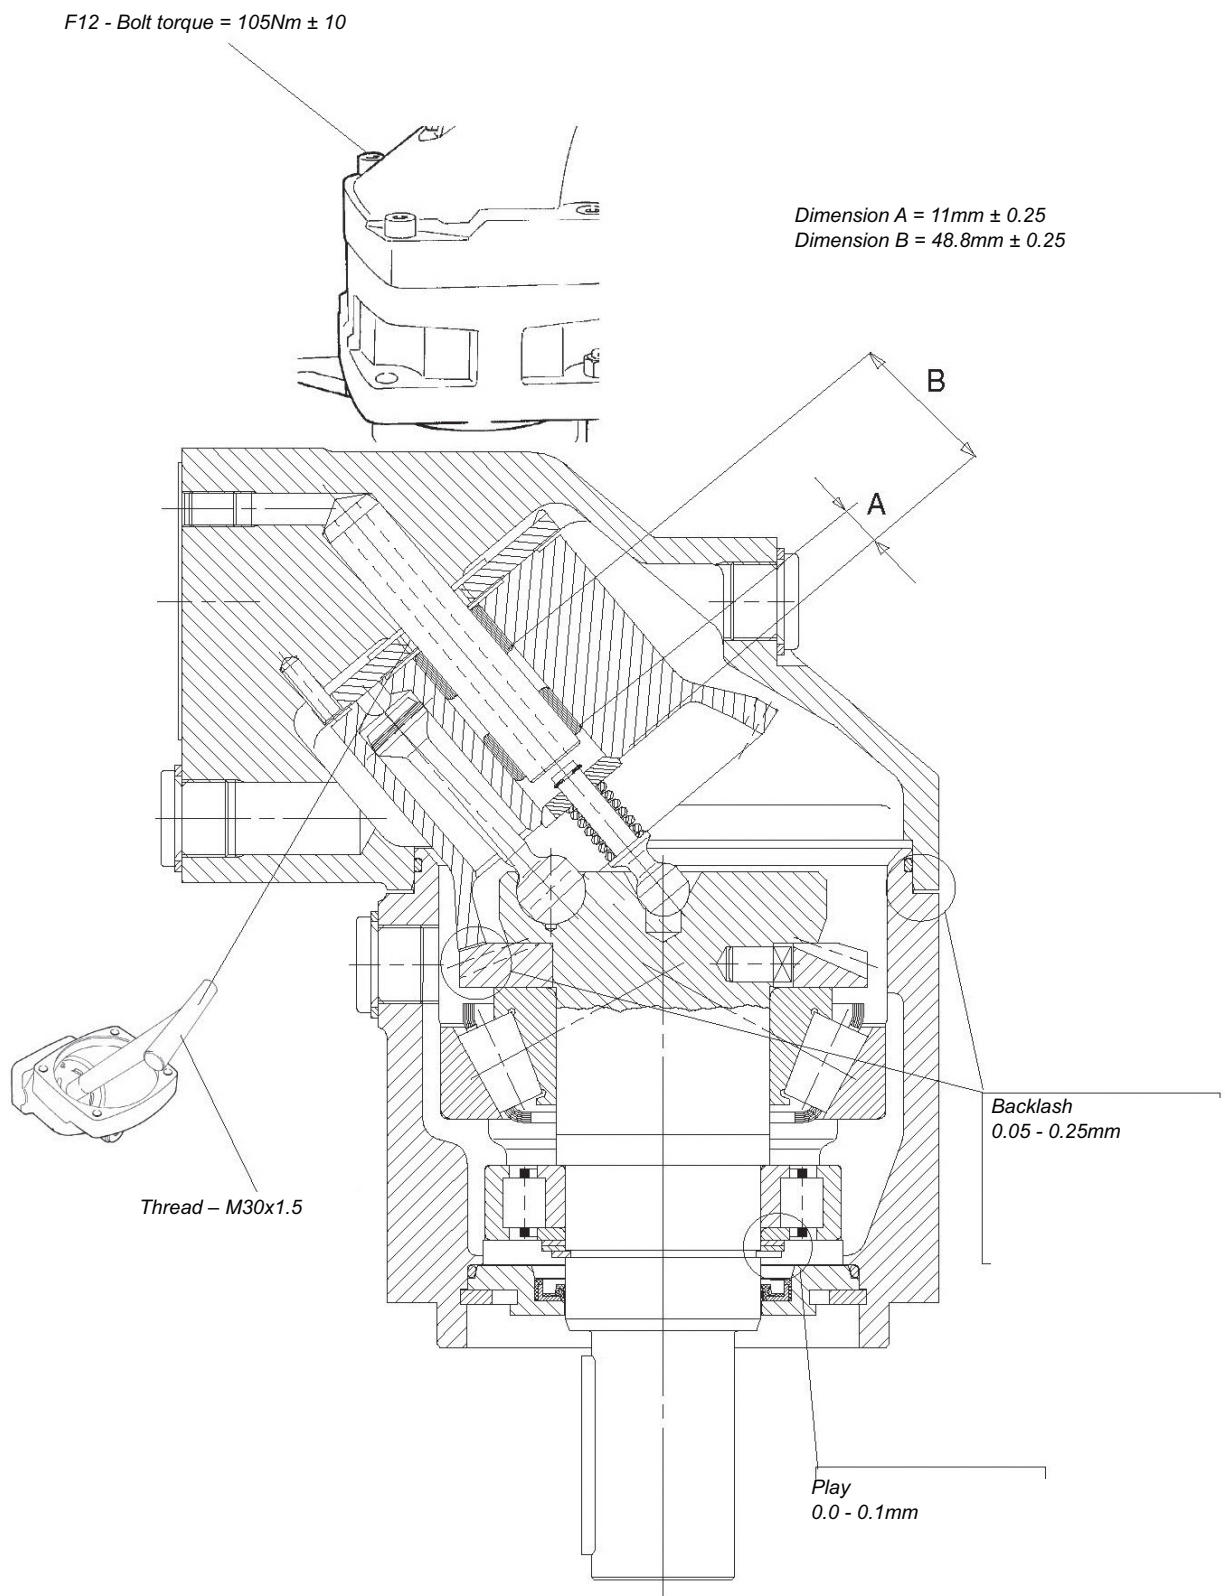 F12 - Bolt torque = 105Nm ± 10
Dimension A = 11mm ± 0.25
Dimension B = 48.8mm ± 0.25
B
A
Backlash
0.05 - 0.25mm
Thread – M30x1.5
Play
0.0 - 0.1mm